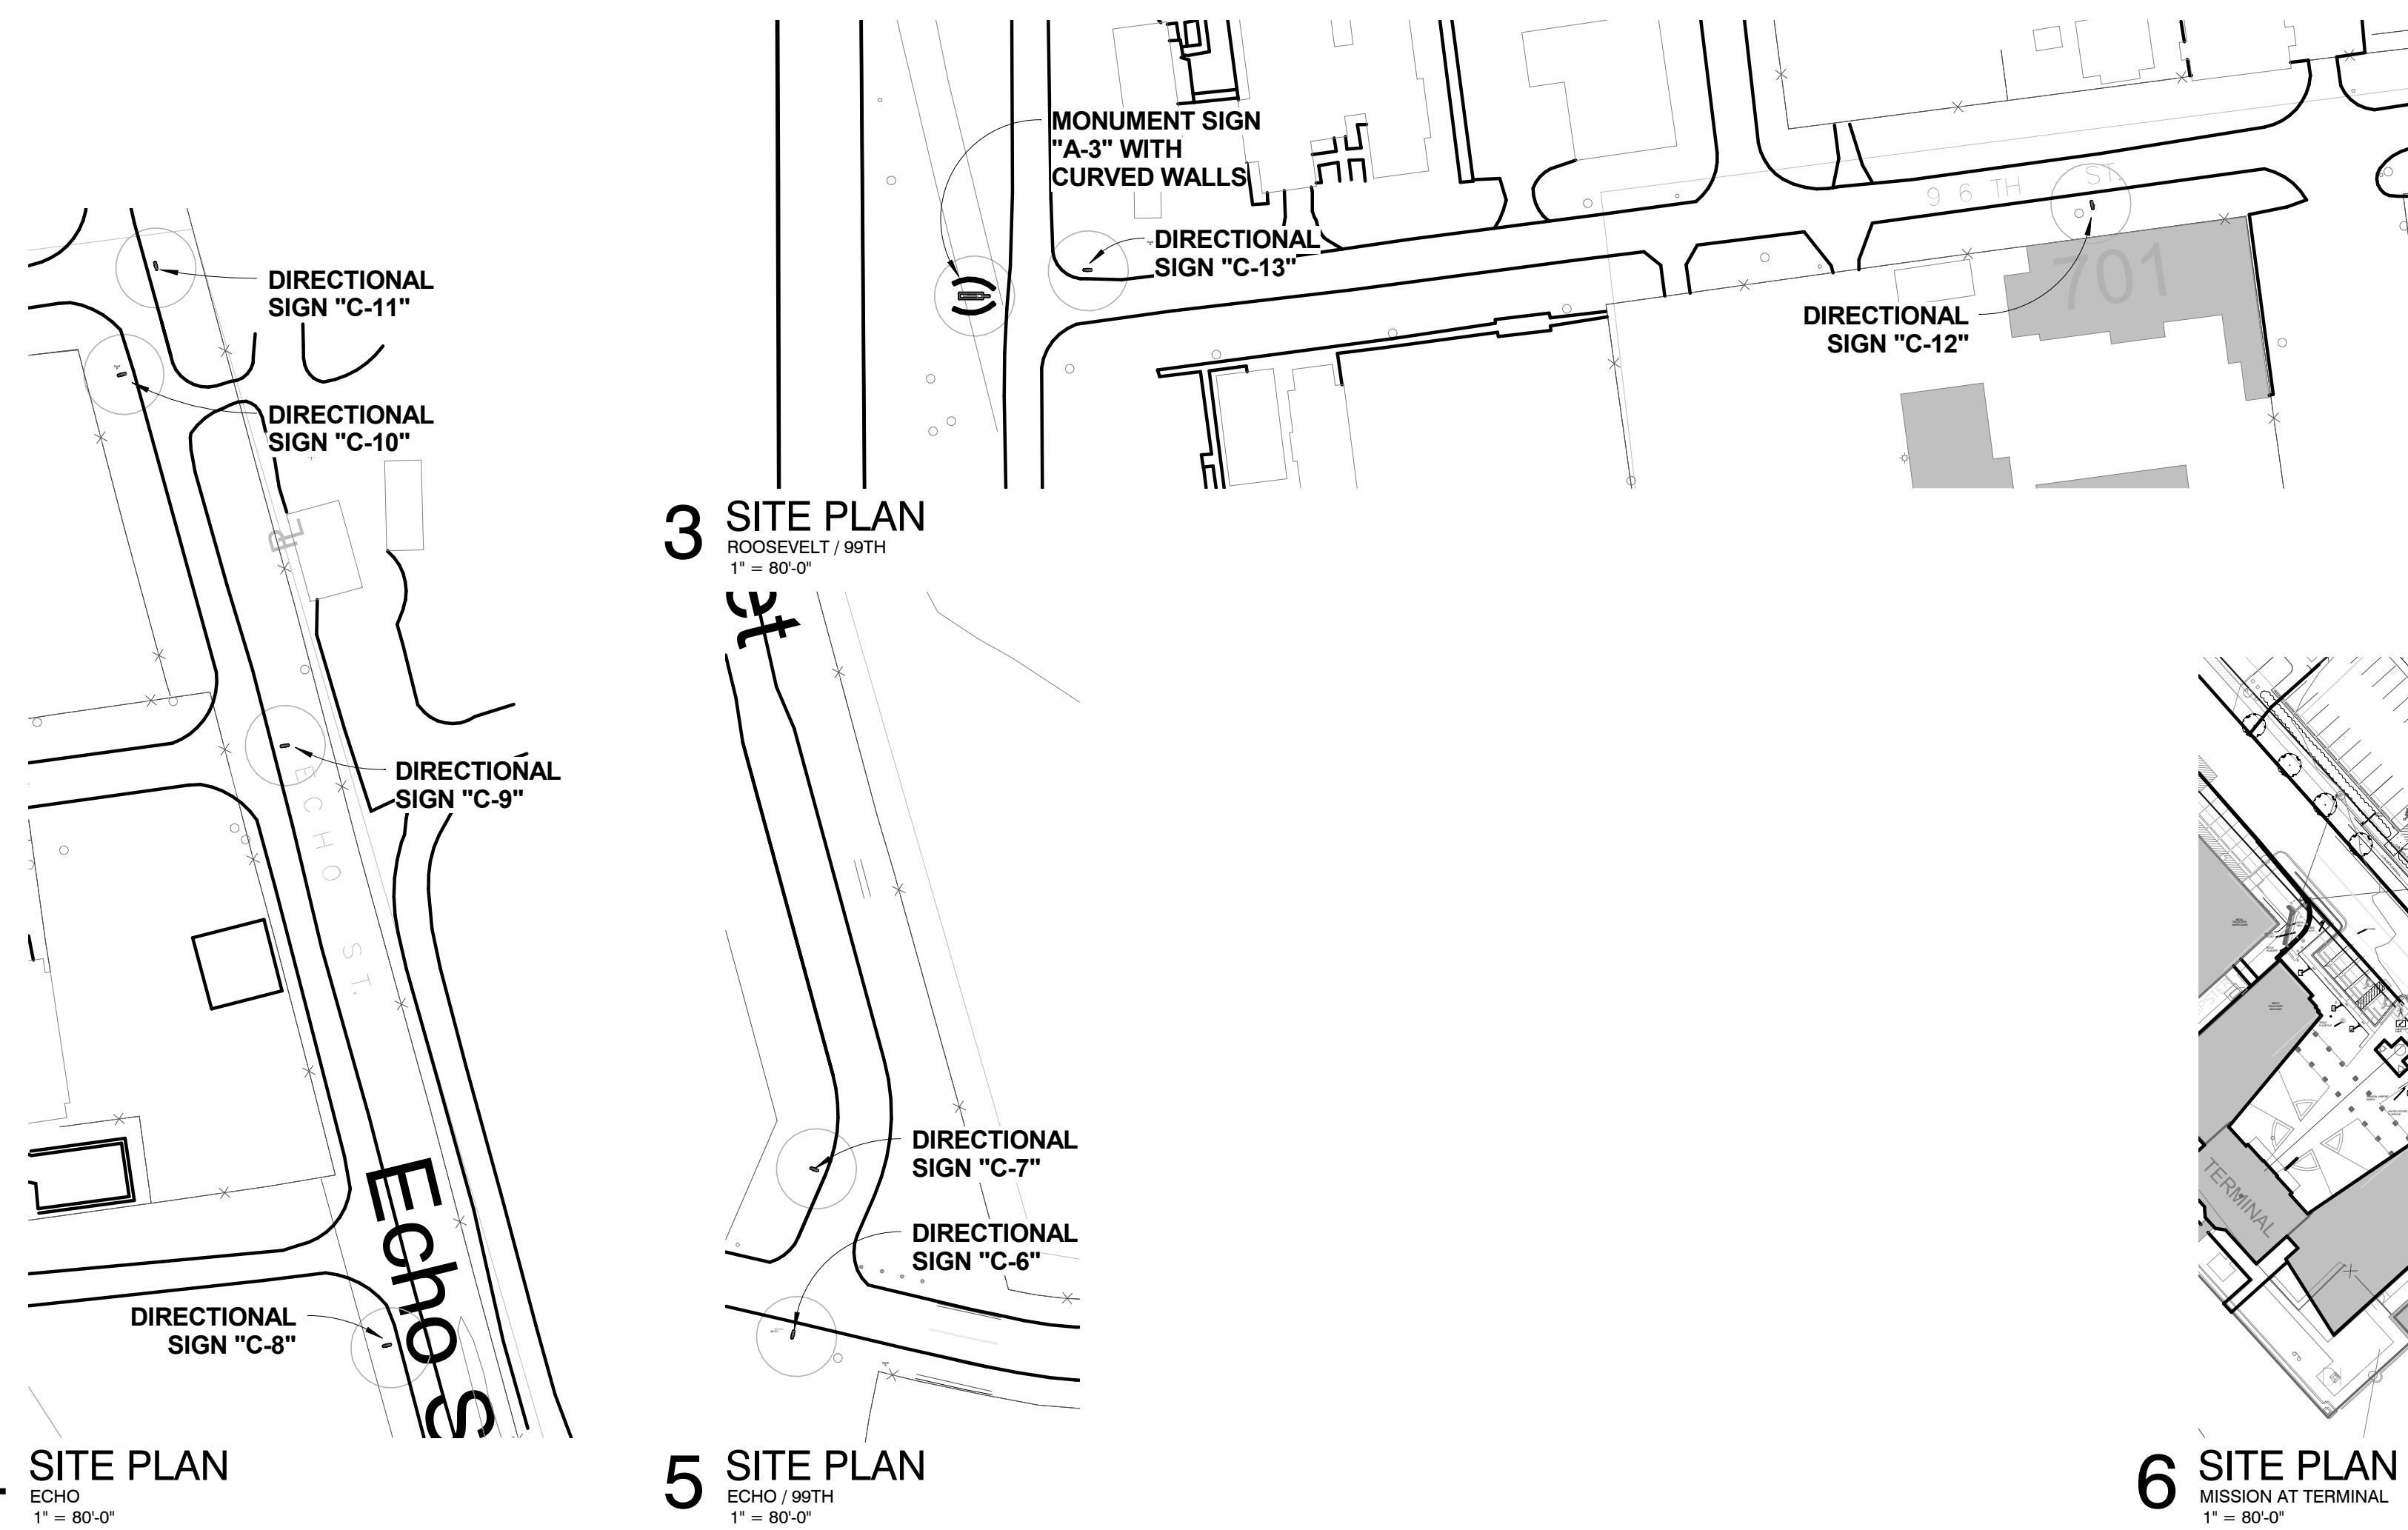 MONUMENT SIGN
"A-3" WITH
CURVED WALLS
DIRECTIONAL
SIGN "C-13"
96TH ST.
701
DIRECTIONAL
SIGN "C-12"
3 SITE PLAN
ROOSEVELT / 99TH
1" = 80'-0"
DIRECTIONAL
SIGN "C-11"
DIRECTIONAL
SIGN "C-10"
DIRECTIONAL
SIGN "C-9"
ECHO ST.
Echo S
DIRECTIONAL
SIGN "C-8"
SITE PLAN
ECHO
1" = 80'-0"
et
DIRECTIONAL
SIGN "C-7"
DIRECTIONAL
SIGN "C-6"
5 SITE PLAN
ECHO / 99TH
1" = 80'-0"
TERMINAL
6 SITE PLAN
MISSION AT TERMINAL
1" = 80'-0"